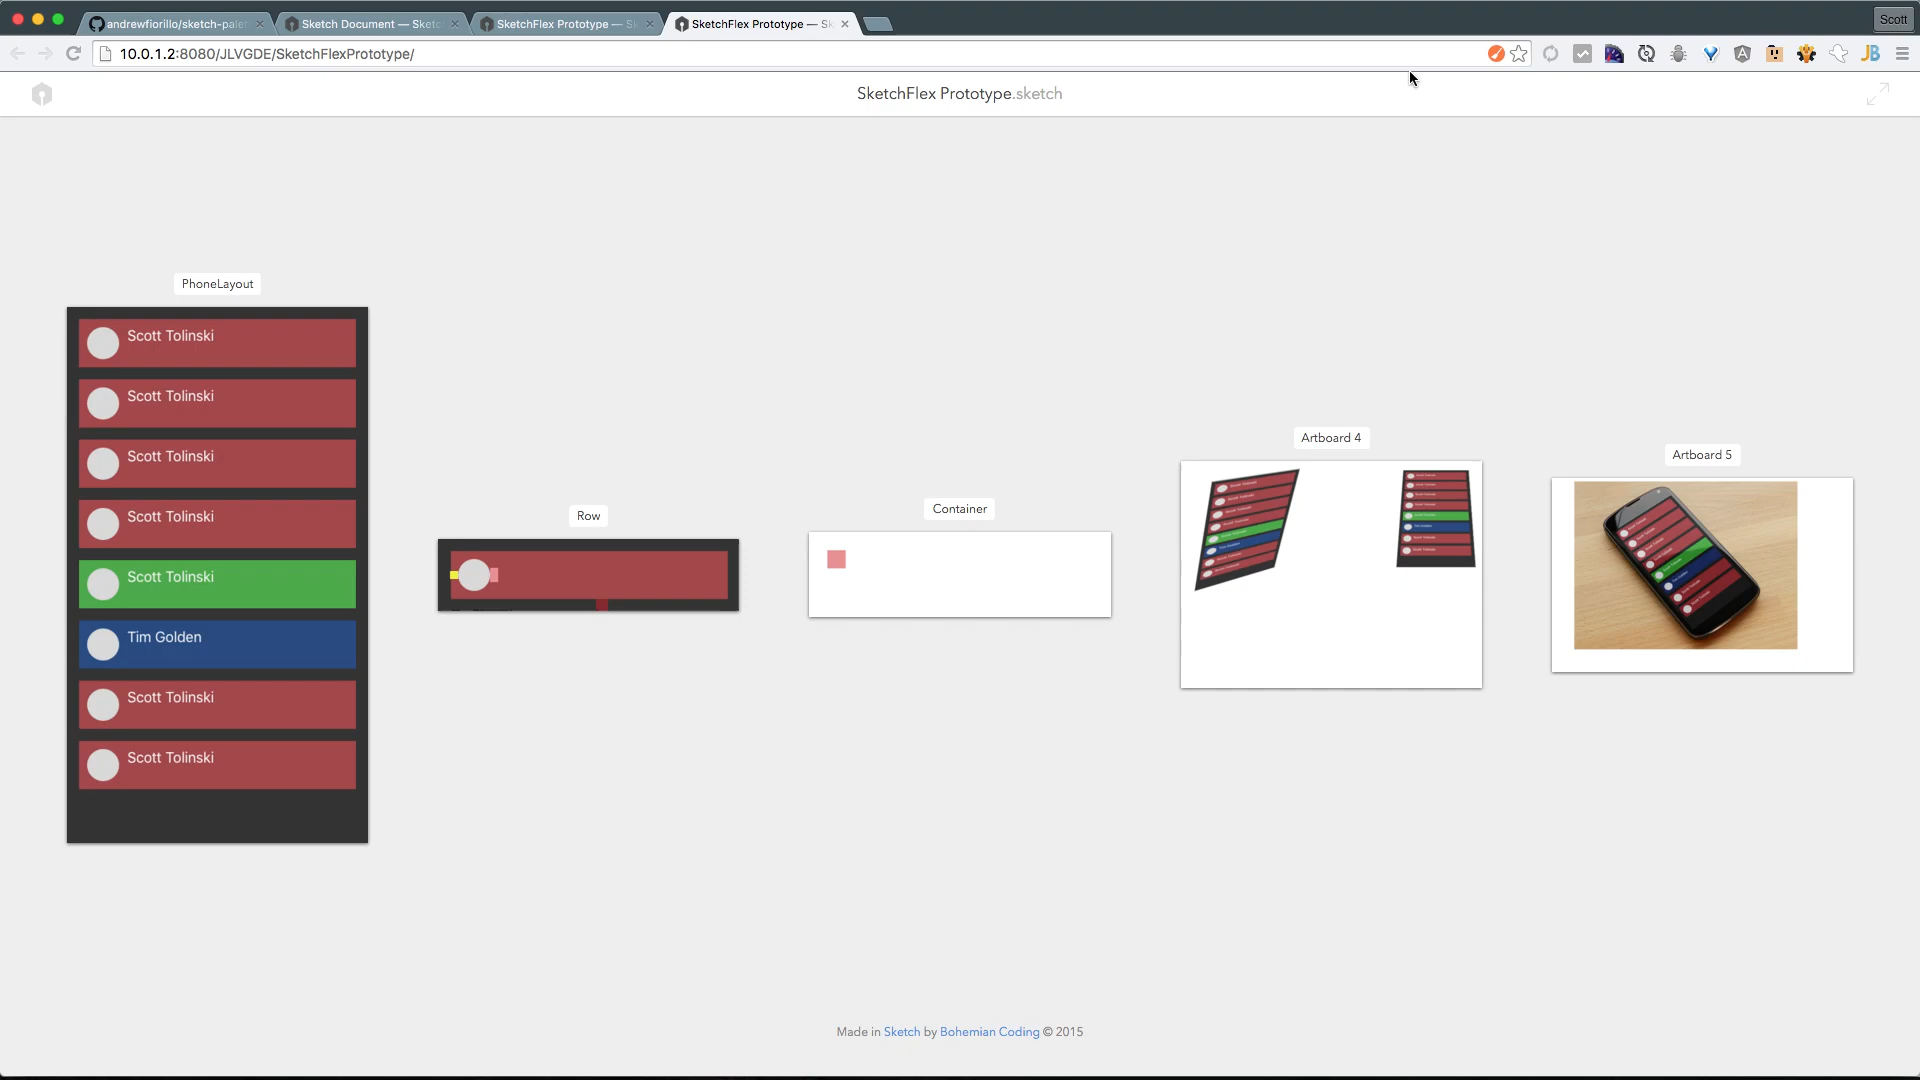 andrewfiorillo/sketch-pale
Sketch Document — Sketc
SketchFlex Prototype — Sk
SketchFlex Prototype — Sk
Scott
10.0.1.2:8080/JLVGDE/SketchFlexPrototype/
JB
SketchFlex Prototype.sketch
PhoneLayout
Scott Tolinski
Scott Tolinski
Scott Tolinski
Scott Tolinski
Scott Tolinski
Tim Golden
Scott Tolinski
Scott Tolinski
Row
Container
Artboard 4
Artboard 5
Made in Sketch by Bohemian Coding © 2015